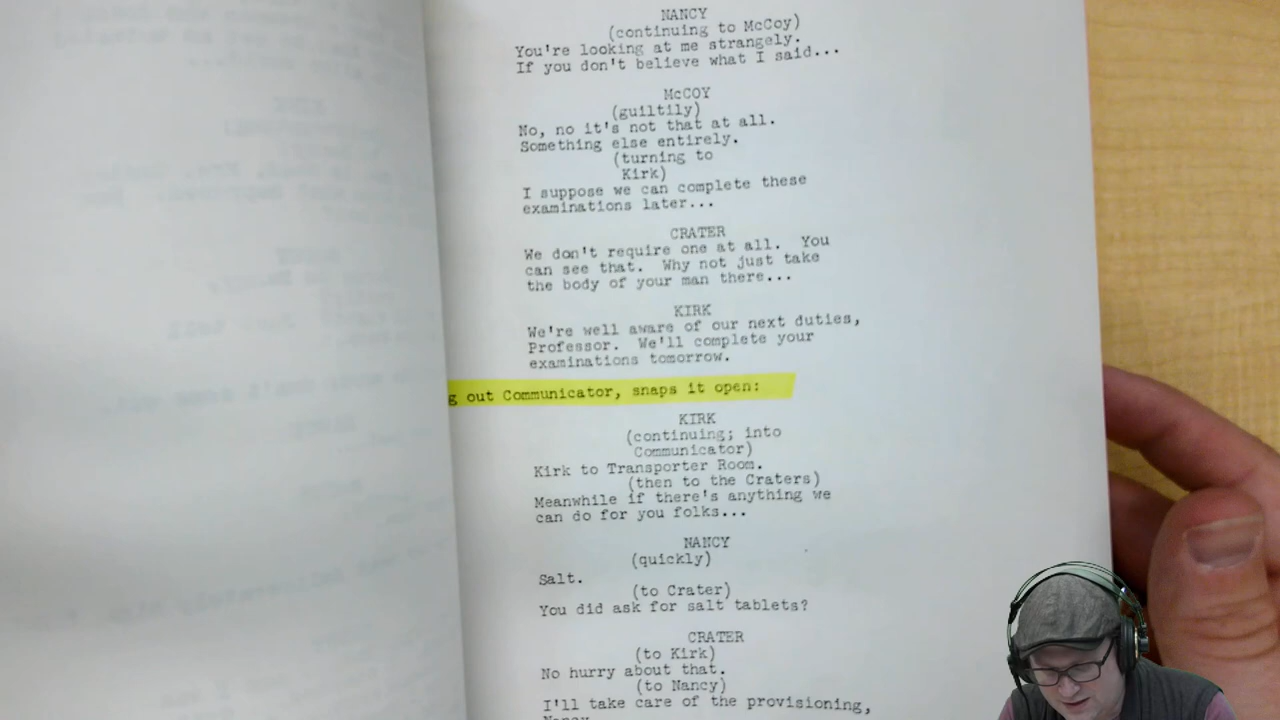 NANCY
(continuing to McCoy)
You're looking at me strangely.
If you don't believe what I said...
McCOY
(guiltily)
No, no it's not that at all.
Something else entirely.
(turning to
Kirk)
I suppose we can complete these
examinations later...
CRATER
We don't require one at all. You
can see that. Why not just take
the body of your man there...
KIRK
We're well aware of our next duties,
Professor. We'll complete your
examinations tomorrow.
g out Communicator, snaps it open:
KIRK
(continuing; into
Communicator)
Kirk to Transporter Room.
(then to the Craters)
Meanwhile if there's anything we
can do for you folks...
NANCY
(quickly)
Salt.
(to Crater)
You did ask for salt tablets?
CRATER
(to Kirk)
No hurry about that.
(to Nancy)
I'll take care of the provisioning,